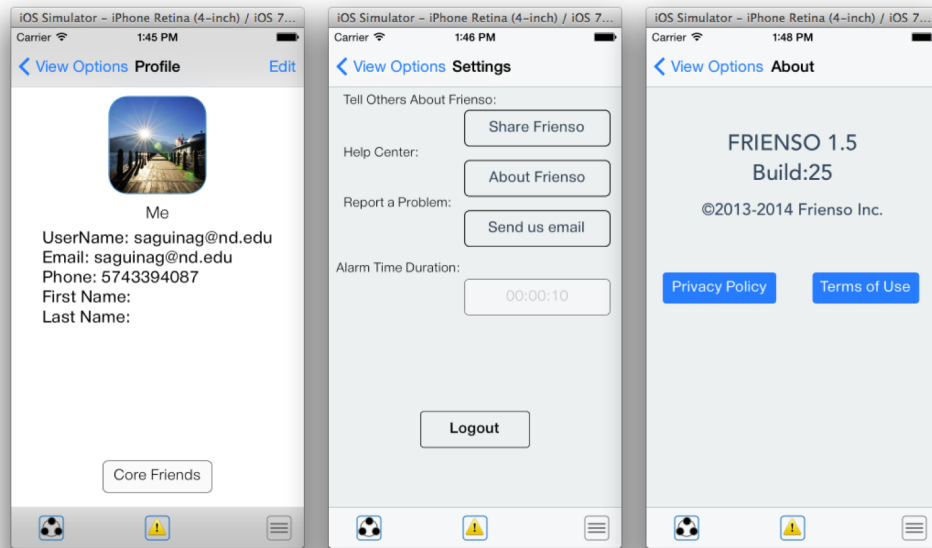 iOS Simulator – iPhone Retina (4-inch) / iOS 7...
Carrier 1:45 PM
View Options Profile Edit
Me
UserName: saguinag@nd.edu
Email: saguinag@nd.edu
Phone: 5743394087
First Name:
Last Name:
Core Friends
iOS Simulator – iPhone Retina (4-inch) / iOS 7...
Carrier 1:46 PM
View Options Settings
Tell Others About Frienso:
Share Frienso
Help Center:
About Frienso
Report a Problem:
Send us email
Alarm Time Duration:
00:00:10
Logout
iOS Simulator – iPhone Retina (4-inch) / iOS 7...
Carrier 1:48 PM
View Options About
FRIENSO 1.5
Build:25
©2013-2014 Frienso Inc.
Privacy Policy Terms of Use